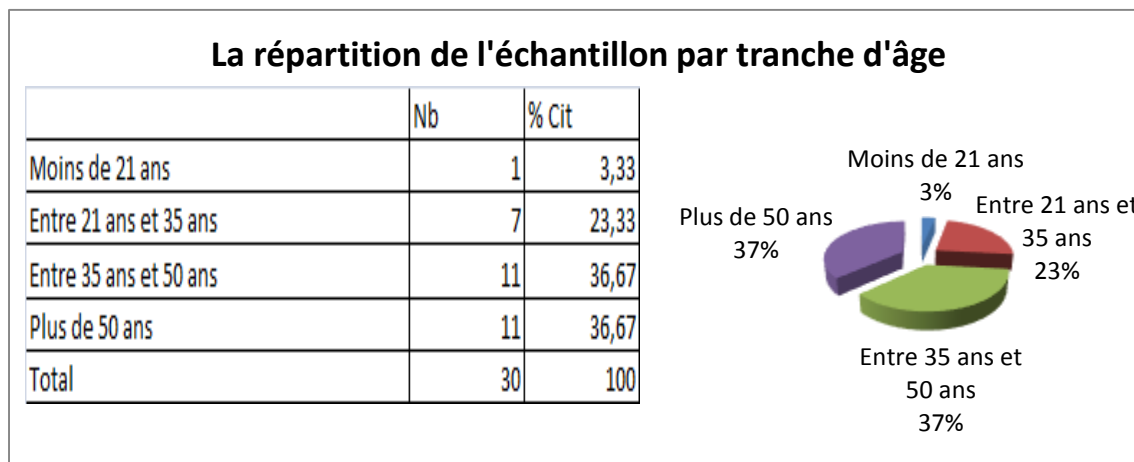 La répartition de l'échantillon par tranche d'âge
Nb % Cit
Moins de 21 ans 1 3,33
Entre 21 ans et 35 ans 7 23,33
Entre 35 ans et 50 ans 11 36,67
Plus de 50 ans 11 36,67
Total 30 100
Moins de 21 ans
3%
Entre 21 ans et
35 ans
23%
Entre 35 ans et
50 ans
37%
Plus de 50 ans
37%